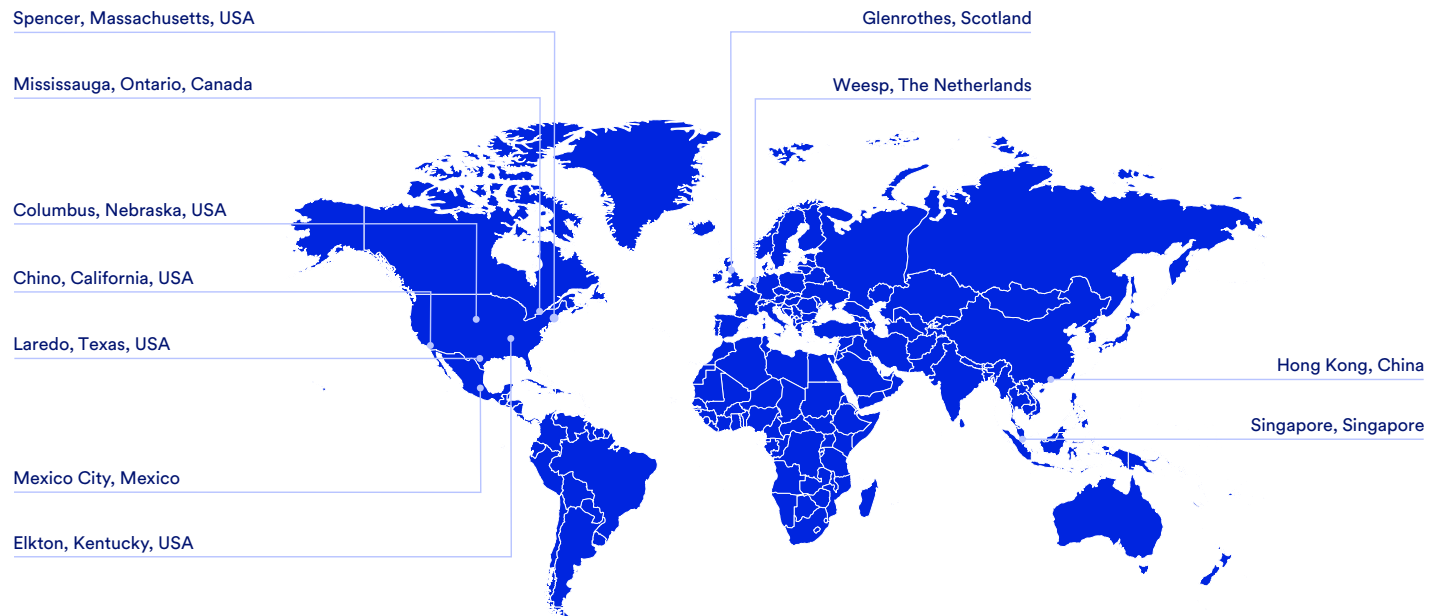 Spencer, Massachusetts, USA
Glenrothes, Scotland
Mississauga, Ontario, Canada
Weesp, The Netherlands
Columbus, Nebraska, USA
Chino, California, USA
Laredo, Texas, USA
Hong Kong, China
Singapore, Singapore
Mexico City, Mexico
Elkton, Kentucky, USA